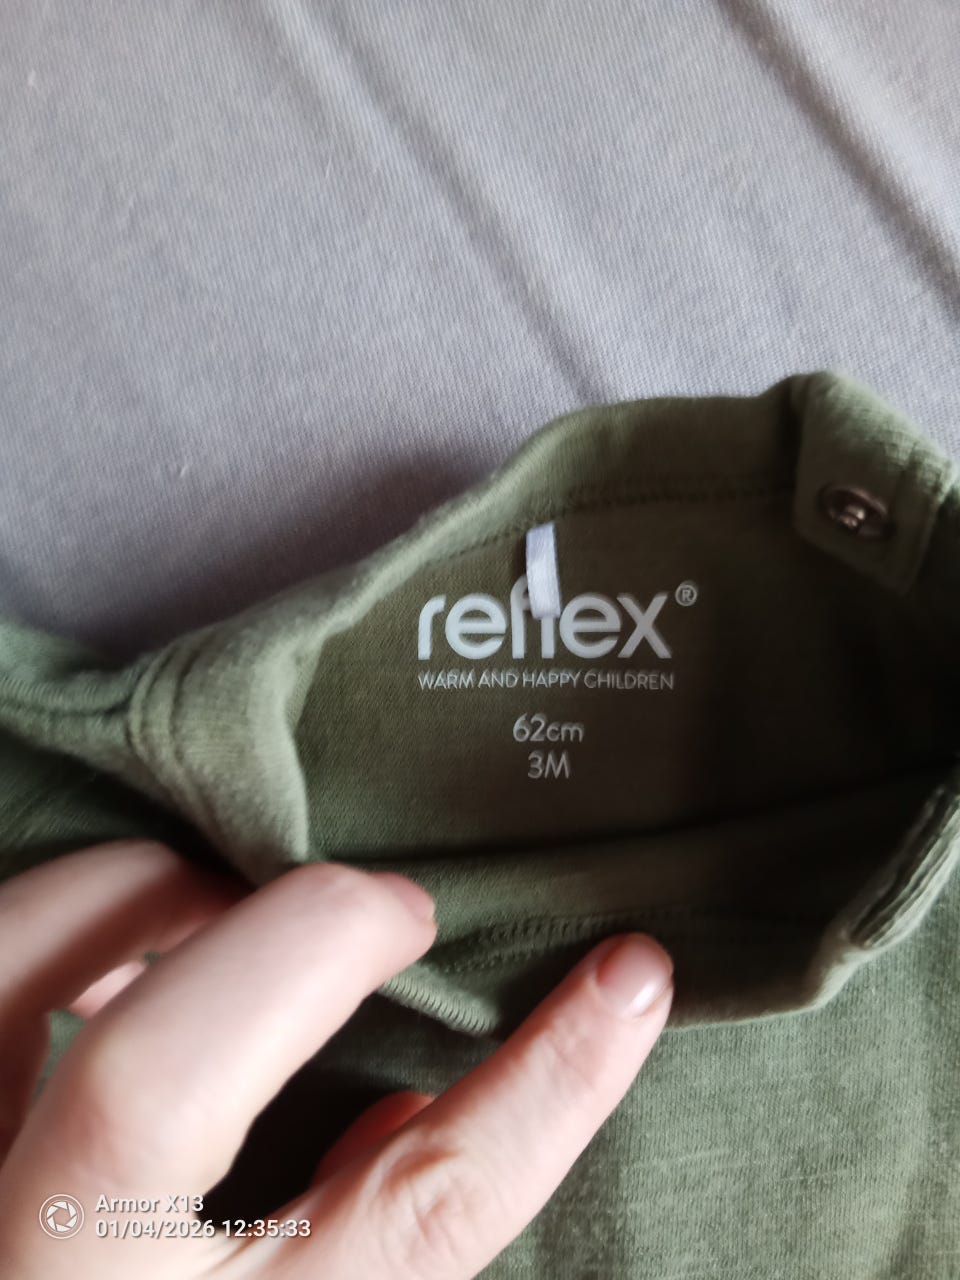 reflex®
WARM AND HAPPY CHILDREN
62cm
3M
Armor X13
01/04/2026 12:35:33